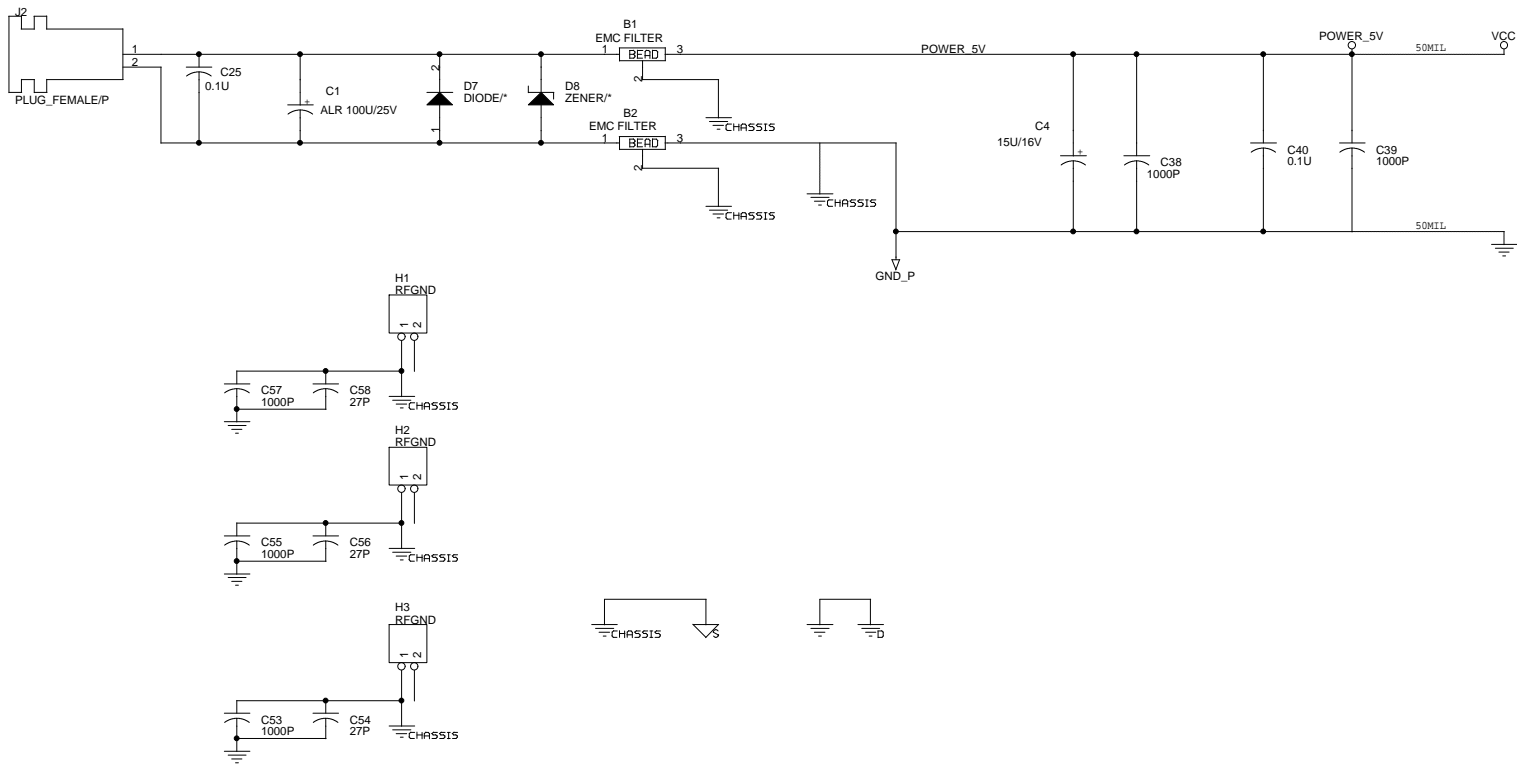 J2
PLUG_FEMALE/P
1
2
C25
0.1U
C1
ALR 100U/25V
+
2
D7
DIODE/*
1
D8
ZENER/*
B1
EMC FILTER
1
BEAD
3
2
CHASSIS
B2
EMC FILTER
1
BEAD
3
2
CHASSIS
CHASSIS
POWER_5V
GND_P
C4
15U/16V
+
C38
1000P
C40
0.1U
POWER_5V
C39
1000P
50MIL
VCC
50MIL
H1
RFGND
1
2
C57
1000P
C58
27P
CHASSIS
H2
RFGND
1
2
C55
1000P
C56
27P
CHASSIS
H3
RFGND
1
2
C53
1000P
C54
27P
CHASSIS
CHASSIS
S
D